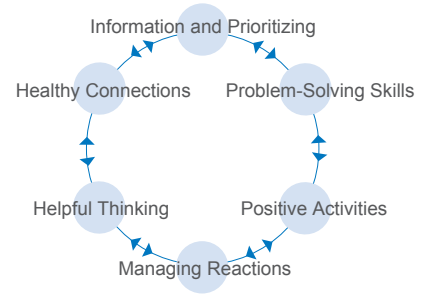 Information and Prioritizing
Healthy Connections
Problem-Solving Skills
Helpful Thinking
Positive Activities
Managing Reactions